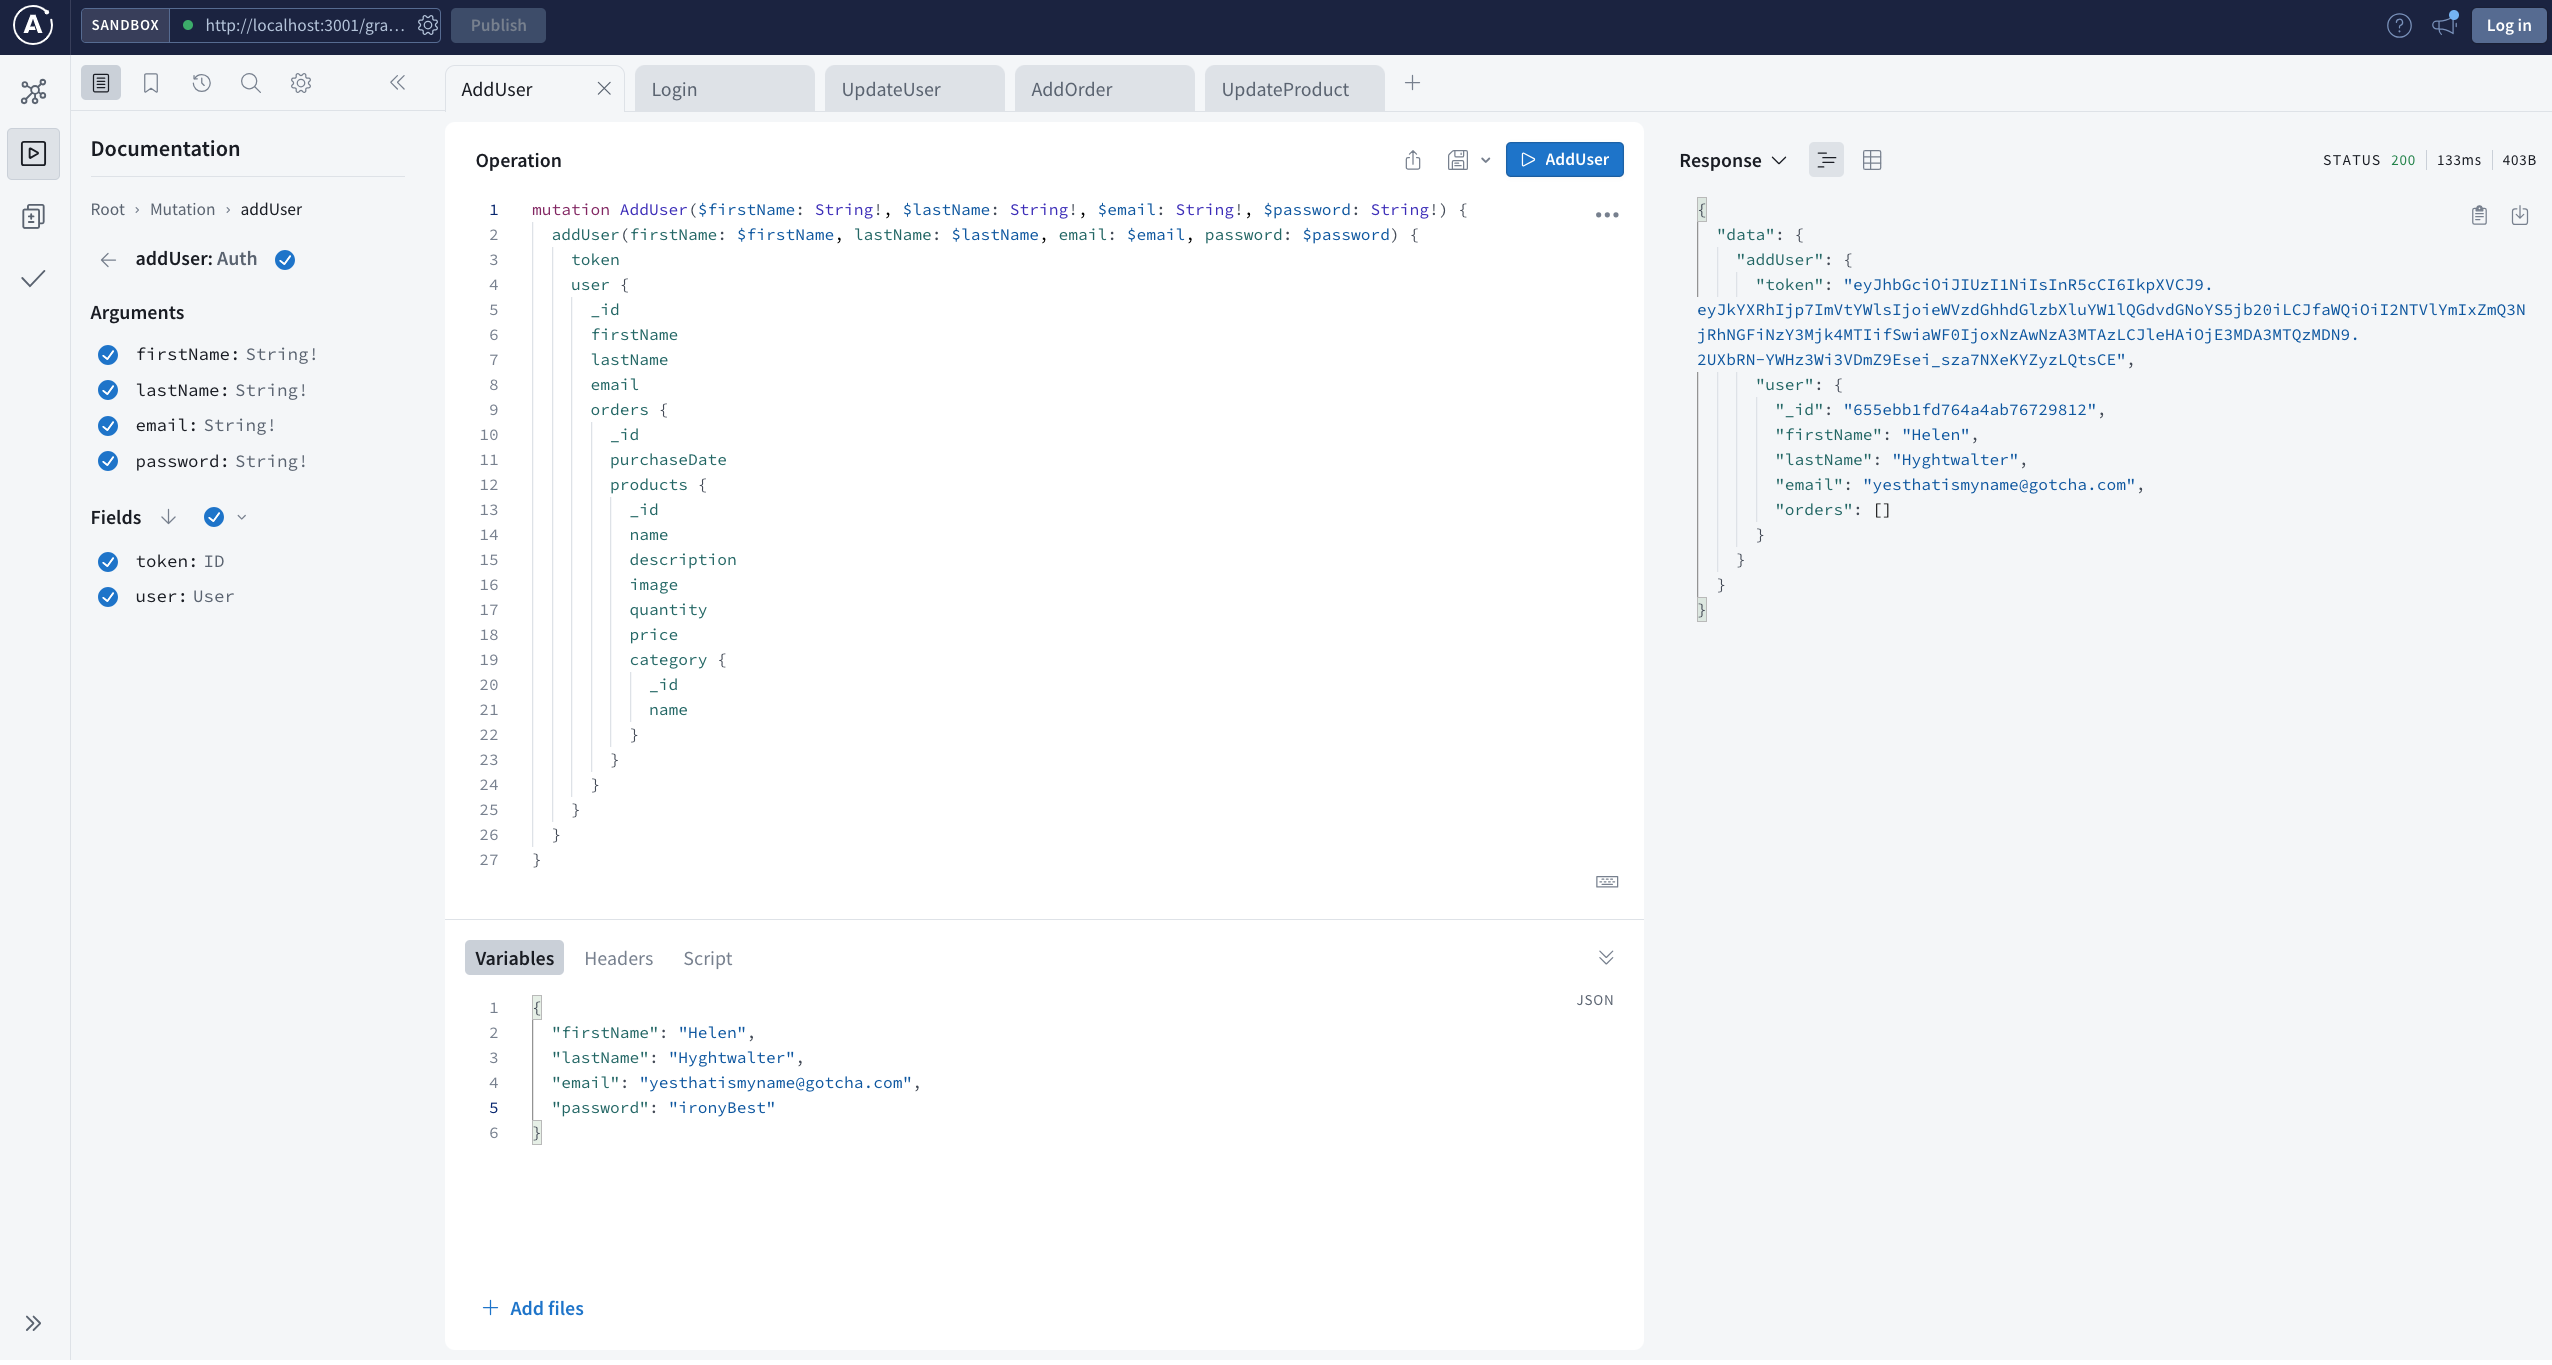 SANDBOX
http://localhost:3001/gra...
Publish
Log in
Documentation
Root › Mutation › addUser
addUser: Auth
Arguments
firstName: String!
lastName: String!
email: String!
password: String!
Fields
token: ID
user: User
AddUser
Login
UpdateUser
AddOrder
UpdateProduct
Operation
AddUser
1 mutation AddUser($firstName: String!, $lastName: String!, $email: String!, $password: String!) {
2 addUser(firstName: $firstName, lastName: $lastName, email: $email, password: $password) {
3 token
4 user {
5 _id
6 firstName
7 lastName
8 email
9 orders {
10 _id
11 purchaseDate
12 products {
13 _id
14 name
15 description
16 image
17 quantity
18 price
19 category {
20 _id
21 name
22 }
23 }
24 }
25 }
26 }
27 }
Variables
Headers
Script
JSON
1 {
2 "firstName": "Helen",
3 "lastName": "Hyghtwalter",
4 "email": "yesthatismyname@gotcha.com",
5 "password": "ironyBest"
6 }
Add files
Response
STATUS 200
133ms
403B
{
"data": {
"addUser": {
"token": "eyJhbGciOiJIUzI1NiIsInR5cCI6IkpXVCJ9.
eyJkYXRhIjp7ImVtYWlsIjoieWVzdGhhdGlzbXluYW1lQGdvdGNoYS5jb20iLCJfaWQiOiI2NTVlYmIxZmQ3N
jRhNGFiNzY3Mjk4MTIifSwiaWF0IjoxNzAwNzA3MTAzLCJleHAiOjE3MDA3MTQzMDN9.
2UXbRN-YWHz3Wi3VDmZ9Esei_sza7NXeKYZyzLQtsCE",
"user": {
"_id": "655ebb1fd764a4ab76729812",
"firstName": "Helen",
"lastName": "Hyghtwalter",
"email": "yesthatismyname@gotcha.com",
"orders": []
}
}
}
}